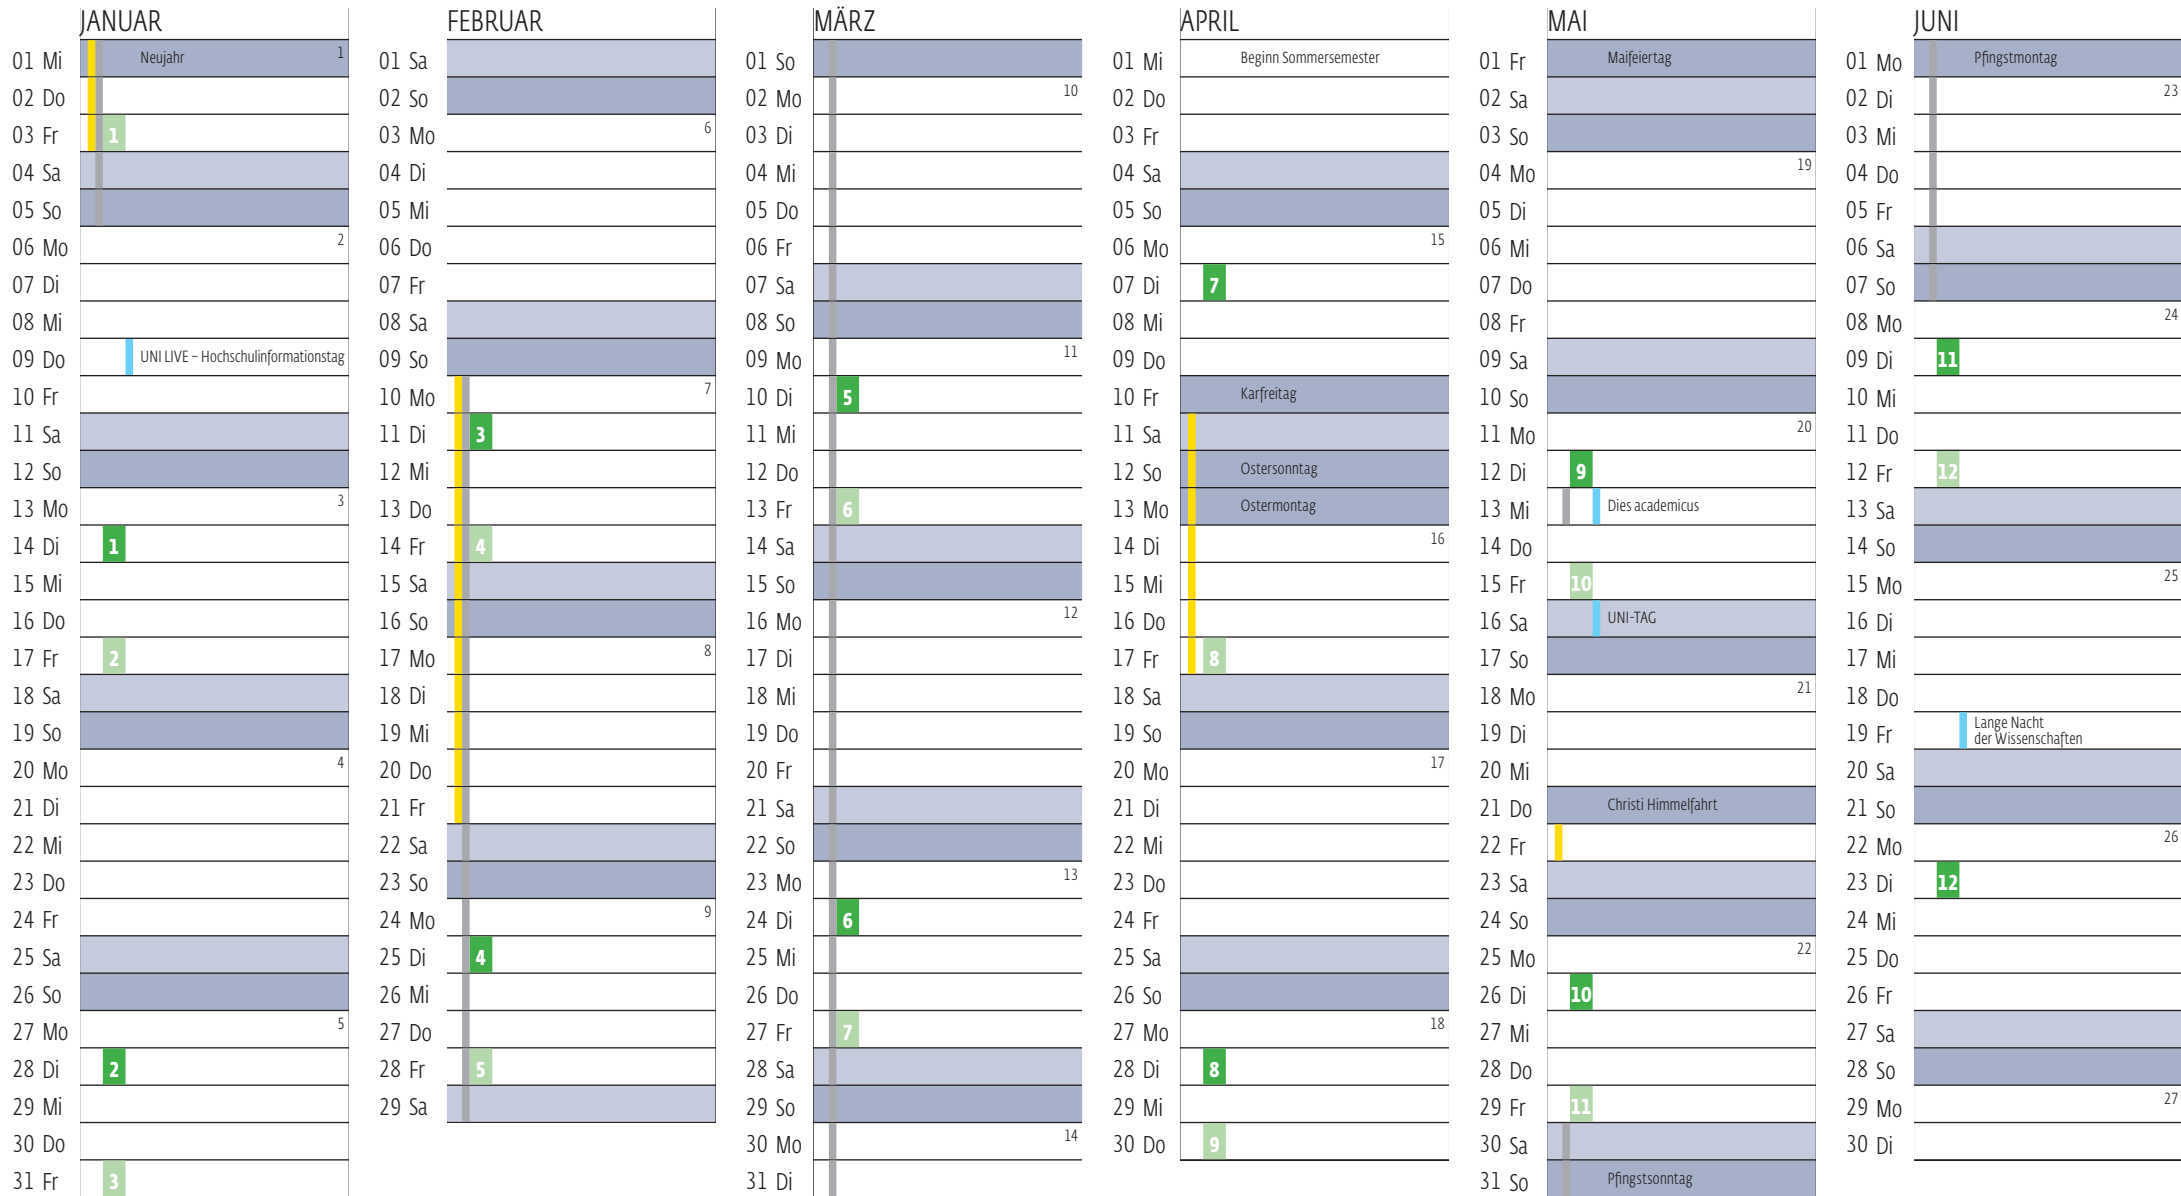 JANUAR
01 Mi Neujahr 1
02 Do
03 Fr 1
04 Sa
05 So
06 Mo 2
07 Di
08 Mi
09 Do UNI LIVE – Hochschulinformationstag
10 Fr
11 Sa
12 So
13 Mo 3
14 Di 1
15 Mi
16 Do
17 Fr 2
18 Sa
19 So
20 Mo 4
21 Di
22 Mi
23 Do
24 Fr
25 Sa
26 So
27 Mo 5
28 Di 2
29 Mi
30 Do
31 Fr 3
FEBRUAR
01 Sa
02 So
03 Mo 6
04 Di
05 Mi
06 Do
07 Fr
08 Sa
09 So
10 Mo 7
11 Di 3
12 Mi
13 Do
14 Fr 4
15 Sa
16 So
17 Mo 8
18 Di
19 Mi
20 Do
21 Fr
22 Sa
23 So
24 Mo 9
25 Di 4
26 Mi
27 Do
28 Fr 5
29 Sa
MÄRZ
01 So
02 Mo 10
03 Di
04 Mi
05 Do
06 Fr
07 Sa
08 So
09 Mo 11
10 Di 5
11 Mi
12 Do
13 Fr 6
14 Sa
15 So
16 Mo 12
17 Di
18 Mi
19 Do
20 Fr
21 Sa
22 So
23 Mo 13
24 Di 6
25 Mi
26 Do
27 Fr 7
28 Sa
29 So
30 Mo 14
31 Di
APRIL
01 Mi Beginn Sommersemester
02 Do
03 Fr
04 Sa
05 So
06 Mo 15
07 Di 7
08 Mi
09 Do
10 Fr Karfreitag
11 Sa
12 So Ostersonntag
13 Mo Ostermontag
14 Di 16
15 Mi
16 Do
17 Fr 8
18 Sa
19 So
20 Mo 17
21 Di
22 Mi
23 Do
24 Fr
25 Sa
26 So
27 Mo 18
28 Di 8
29 Mi
30 Do 9
MAI
01 Fr Maifeiertag
02 Sa
03 So
04 Mo 19
05 Di
06 Mi
07 Do
08 Fr
09 Sa
10 So
11 Mo 20
12 Di 9
13 Mi Dies academicus
14 Do
15 Fr 10
16 Sa UNI-TAG
17 So
18 Mo 21
19 Di
20 Mi
21 Do Christi Himmelfahrt
22 Fr
23 Sa
24 So
25 Mo 22
26 Di 10
27 Mi
28 Do
29 Fr 11
30 Sa
31 So Pfingstsonntag
JUNI
01 Mo Pfingstmontag
02 Di 23
03 Mi
04 Do
05 Fr
06 Sa
07 So
08 Mo 24
09 Di 11
10 Mi
11 Do
12 Fr 12
13 Sa
14 So
15 Mo 25
16 Di
17 Mi
18 Do
19 Fr Lange Nacht
der Wissenschaften
20 Sa
21 So
22 Mo 26
23 Di 12
24 Mi
25 Do
26 Fr
27 Sa
28 So
29 Mo 27
30 Di